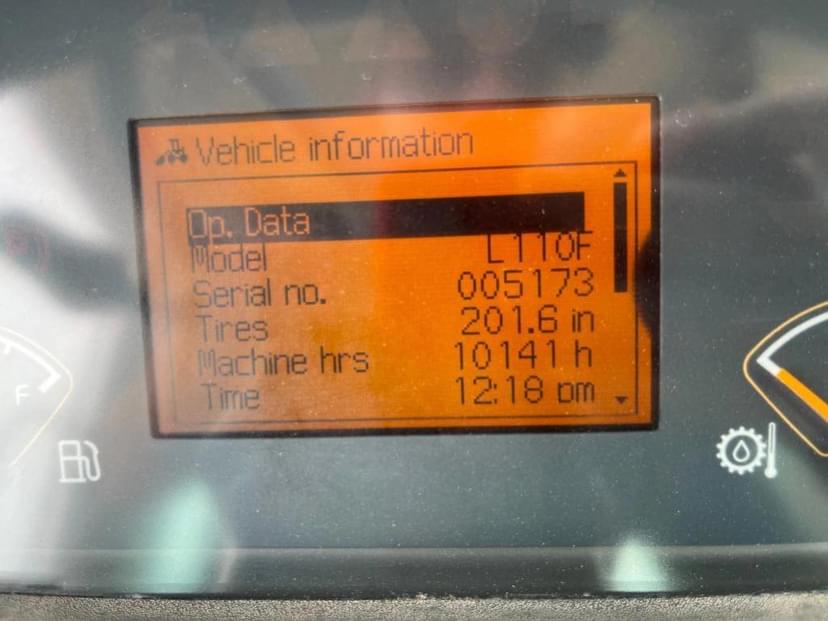 Vehicle information
Op. Data
Model L110F
Serial no. 005173
Tires 201.6 in
Machine hrs 10141 h
Time 12:18 pm
F